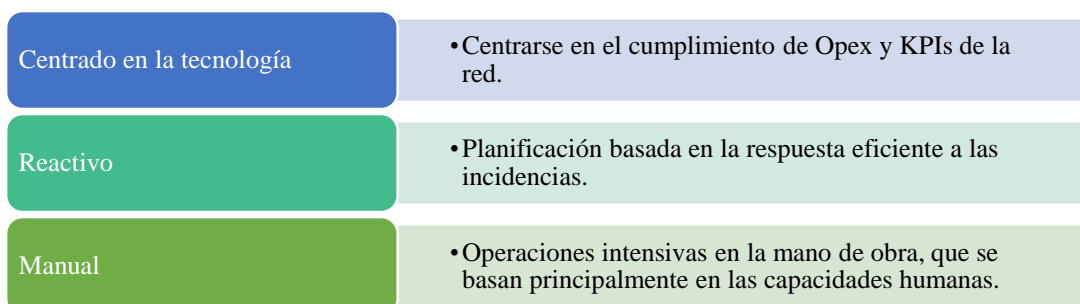 Centrado en la tecnología
•Centrarse en el cumplimiento de Opex y KPIs de la
red.
Reactivo
•Planificación basada en la respuesta eficiente a las
incidencias.
Manual
•Operaciones intensivas en la mano de obra, que se
basan principalmente en las capacidades humanas.